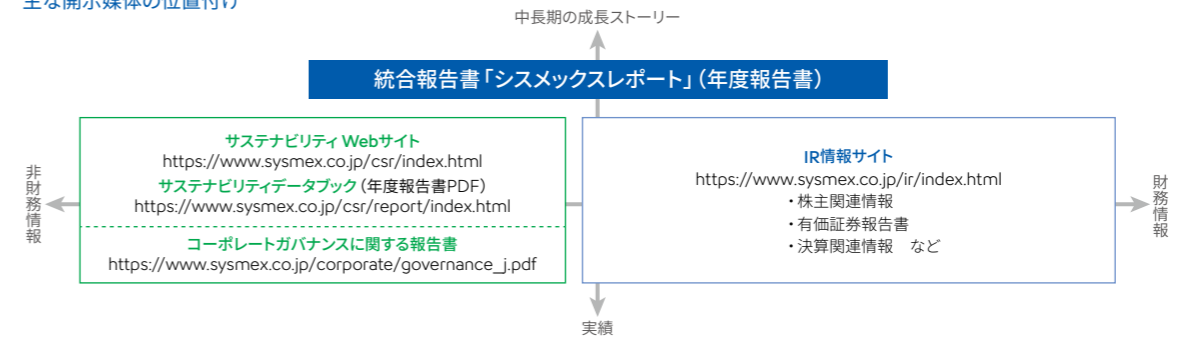 主な開示媒体の位置付け
中長期の成長ストーリー
統合報告書「シスメックスレポート」（年度報告書）
非財務情報
サステナビリティ Webサイト
https://www.sysmex.co.jp/csr/index.html
サステナビリティデータブック（年度報告書PDF）
https://www.sysmex.co.jp/csr/report/index.html
コーポレートガバナンスに関する報告書
https://www.sysmex.co.jp/corporate/governance_j.pdf
IR情報サイト
https://www.sysmex.co.jp/ir/index.html
・株主関連情報
・有価証券報告書
・決算関連情報　など
財務情報
実績